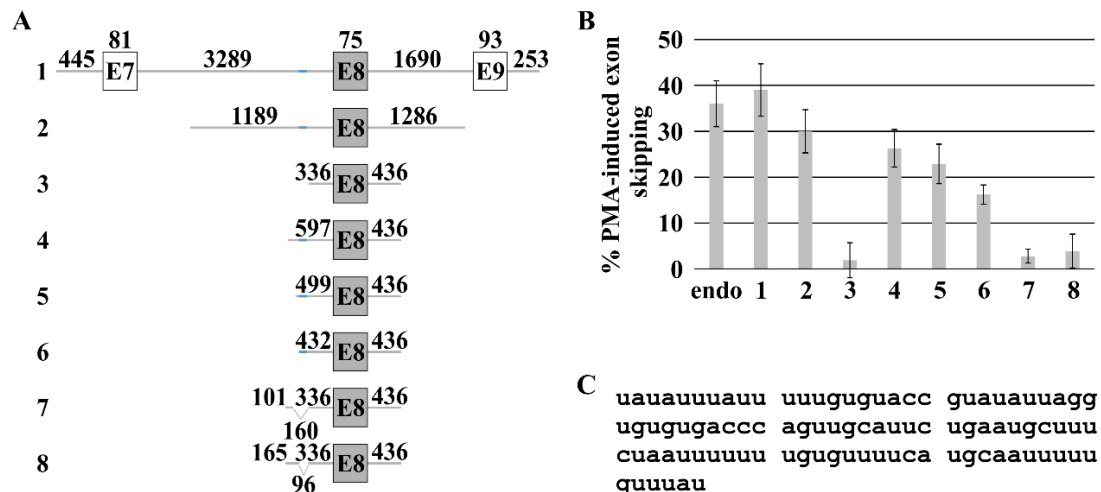 A
81 75 93
445 3289 1690 253
1 E7 E8 E9
1189 1286
2 E8
336 436
3 E8
597 436
4 E8
499 436
5 E8
432 436
6 E8
101 336 436
7 E8
160
165 336 436
8 E8
96
B
% PMA-induced exon
skipping
50
40
30
20
10
0
endo 1 2 3 4 5 6 7 8
C
uauauuuauu uuuguguacc guauauuagg
ugugugaccc aguugcauuc ugaaugcuuu
cuaauuuuuu uguguuuuca ugcaauuuuu
guuuau